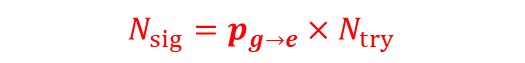 N_sig = p_g→e × N_try